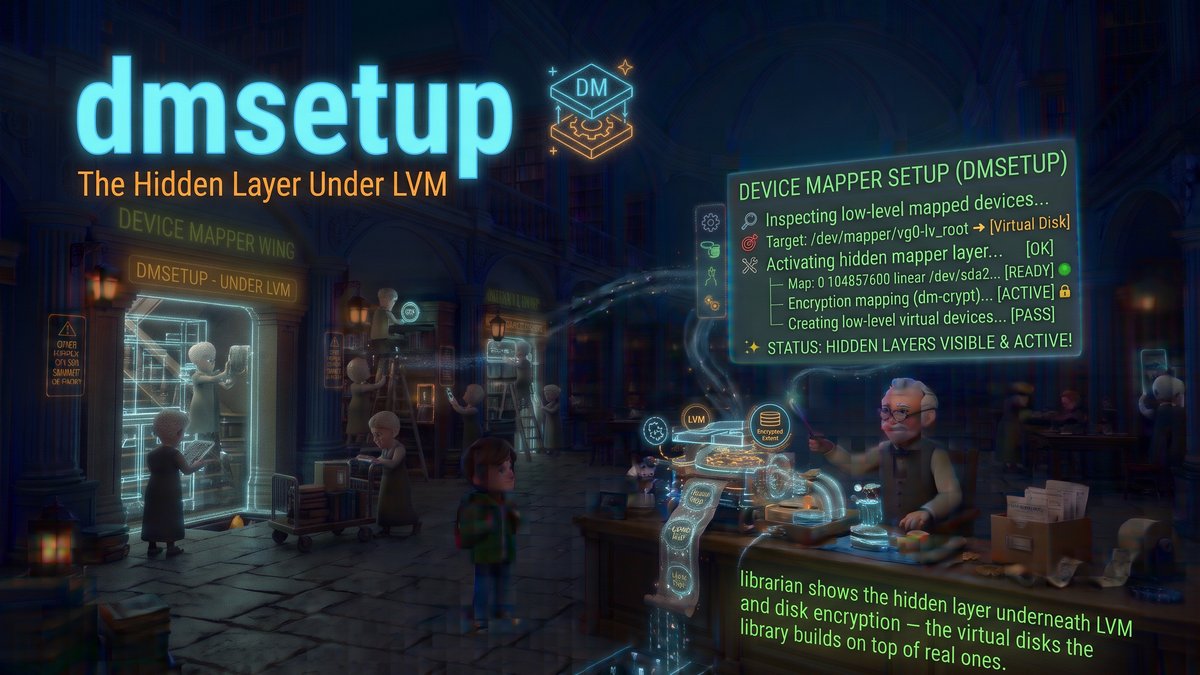 dmsetup
DM
The Hidden Layer Under LVM
DEVICE MAPPER WING
DMSETUP - UNDER LVM
DEVICE MAPPER SETUP (DMSETUP)
Inspecting low-level mapped devices...
Target: /dev/mapper/vg0-lv_root → [Virtual Disk]
Activating hidden mapper layer... [OK]
Map: 0 104857600 linear /dev/sda2... [READY]
Encryption mapping (dm-crypt)... [ACTIVE]
Creating low-level virtual devices... [PASS]
STATUS: HIDDEN LAYERS VISIBLE & ACTIVE!
LVM
Encrypted
Extent
librarian shows the hidden layer underneath LVM
and disk encryption — the virtual disks the
library builds on top of real ones.